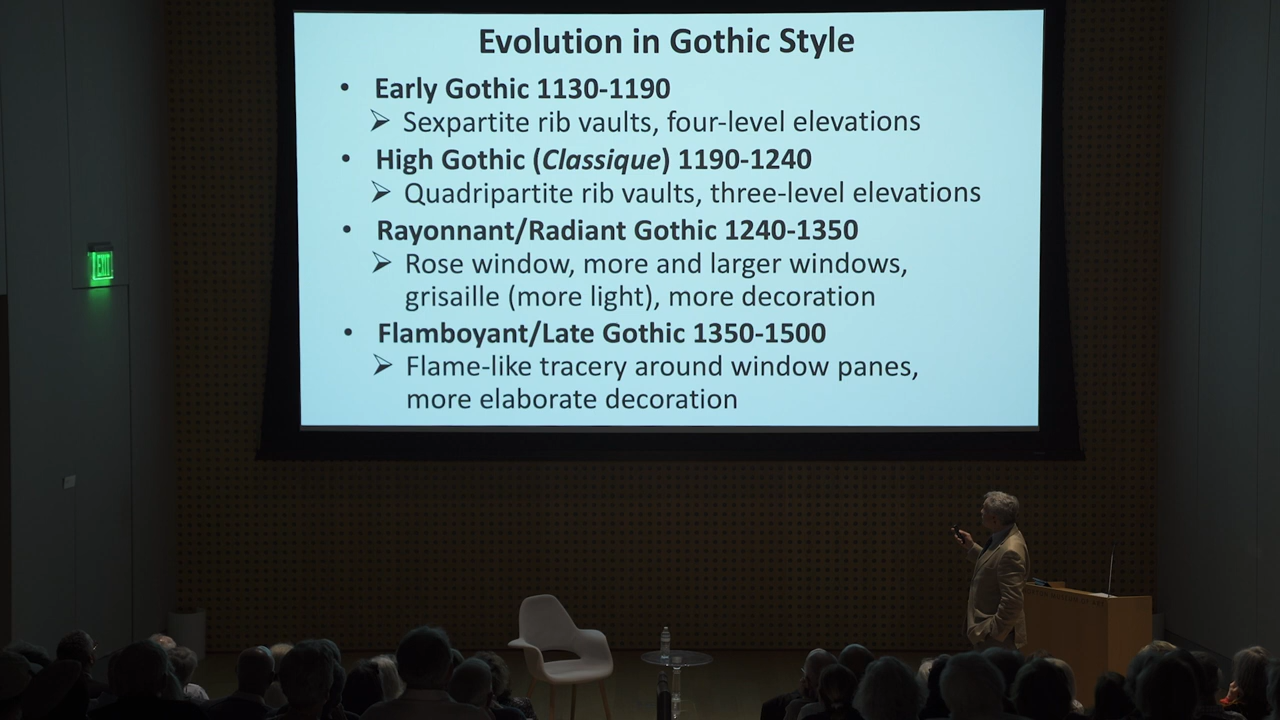 Evolution in Gothic Style
• Early Gothic 1130-1190
➢ Sexpartite rib vaults, four-level elevations
• High Gothic (Classique) 1190-1240
➢ Quadripartite rib vaults, three-level elevations
• Rayonnant/Radiant Gothic 1240-1350
➢ Rose window, more and larger windows,
grisaille (more light), more decoration
• Flamboyant/Late Gothic 1350-1500
➢ Flame-like tracery around window panes,
more elaborate decoration
EXIT